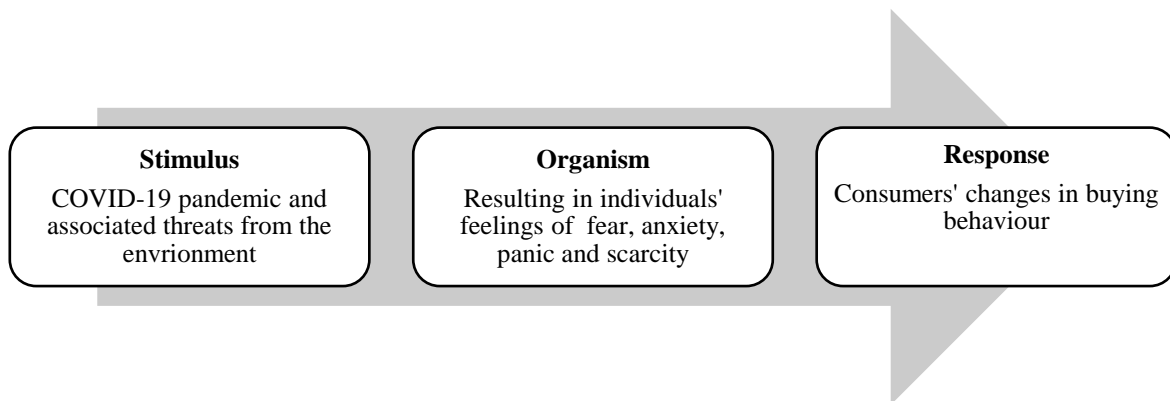 Stimulus
COVID-19 pandemic and
associated threats from the
envrionment
Organism
Resulting in individuals'
feelings of fear, anxiety,
panic and scarcity
Response
Consumers' changes in buying
behaviour